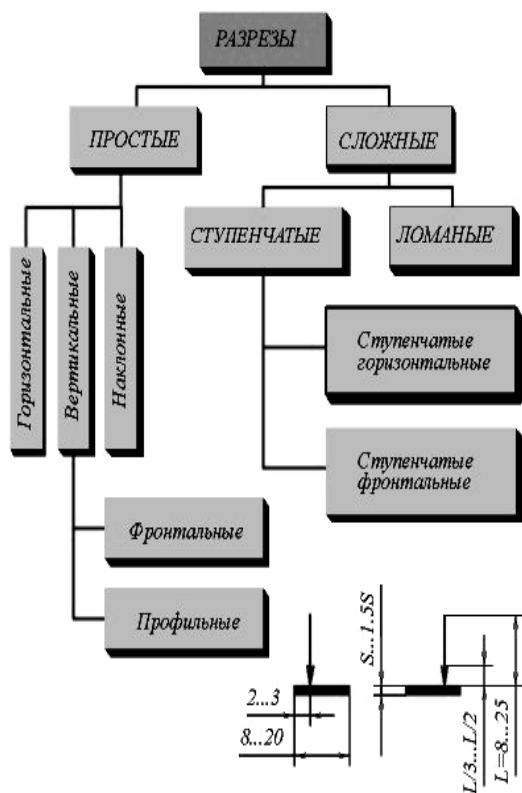 РАЗРЕЗЫ
ПРОСТЫЕ
СЛОЖНЫЕ
СТУПЕНЧАТЫЕ
ЛОМАНЫЕ
Горизонтальные
Вертикальные
Наклонные
Ступенчатые
горизонтальные
Ступенчатые
фронтальные
Фронтальные
Профильные
2...3
8...20
S...1.5S
L/3...L/2
L=8...25